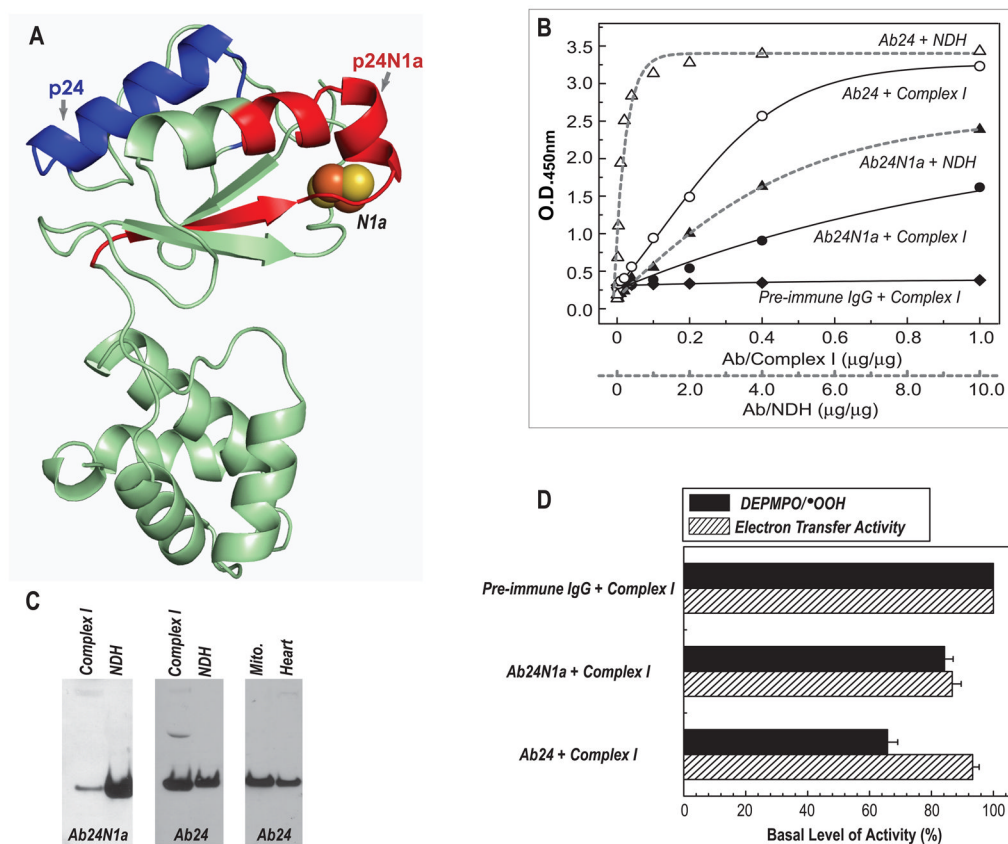 A
p24
p24N1a
N1a
B
O.D.450nm
3.5
3.0
2.5
2.0
1.5
1.0
0.5
0.0
Ab24 + NDH
Ab24 + Complex I
Ab24N1a + NDH
Ab24N1a + Complex I
Pre-immune IgG + Complex I
0 0.2 0.4 0.6 0.8 1.0
Ab/Complex I (µg/µg)
0 2.0 4.0 6.0 8.0 10.0
Ab/NDH (µg/µg)
C
Complex I NDH Complex I NDH Mito. Heart
Ab24N1a Ab24 Ab24
D
DEPMPO/•OOH
Electron Transfer Activity
Pre-immune IgG + Complex I
Ab24N1a + Complex I
Ab24 + Complex I
0 20 40 60 80 100
Basal Level of Activity (%)